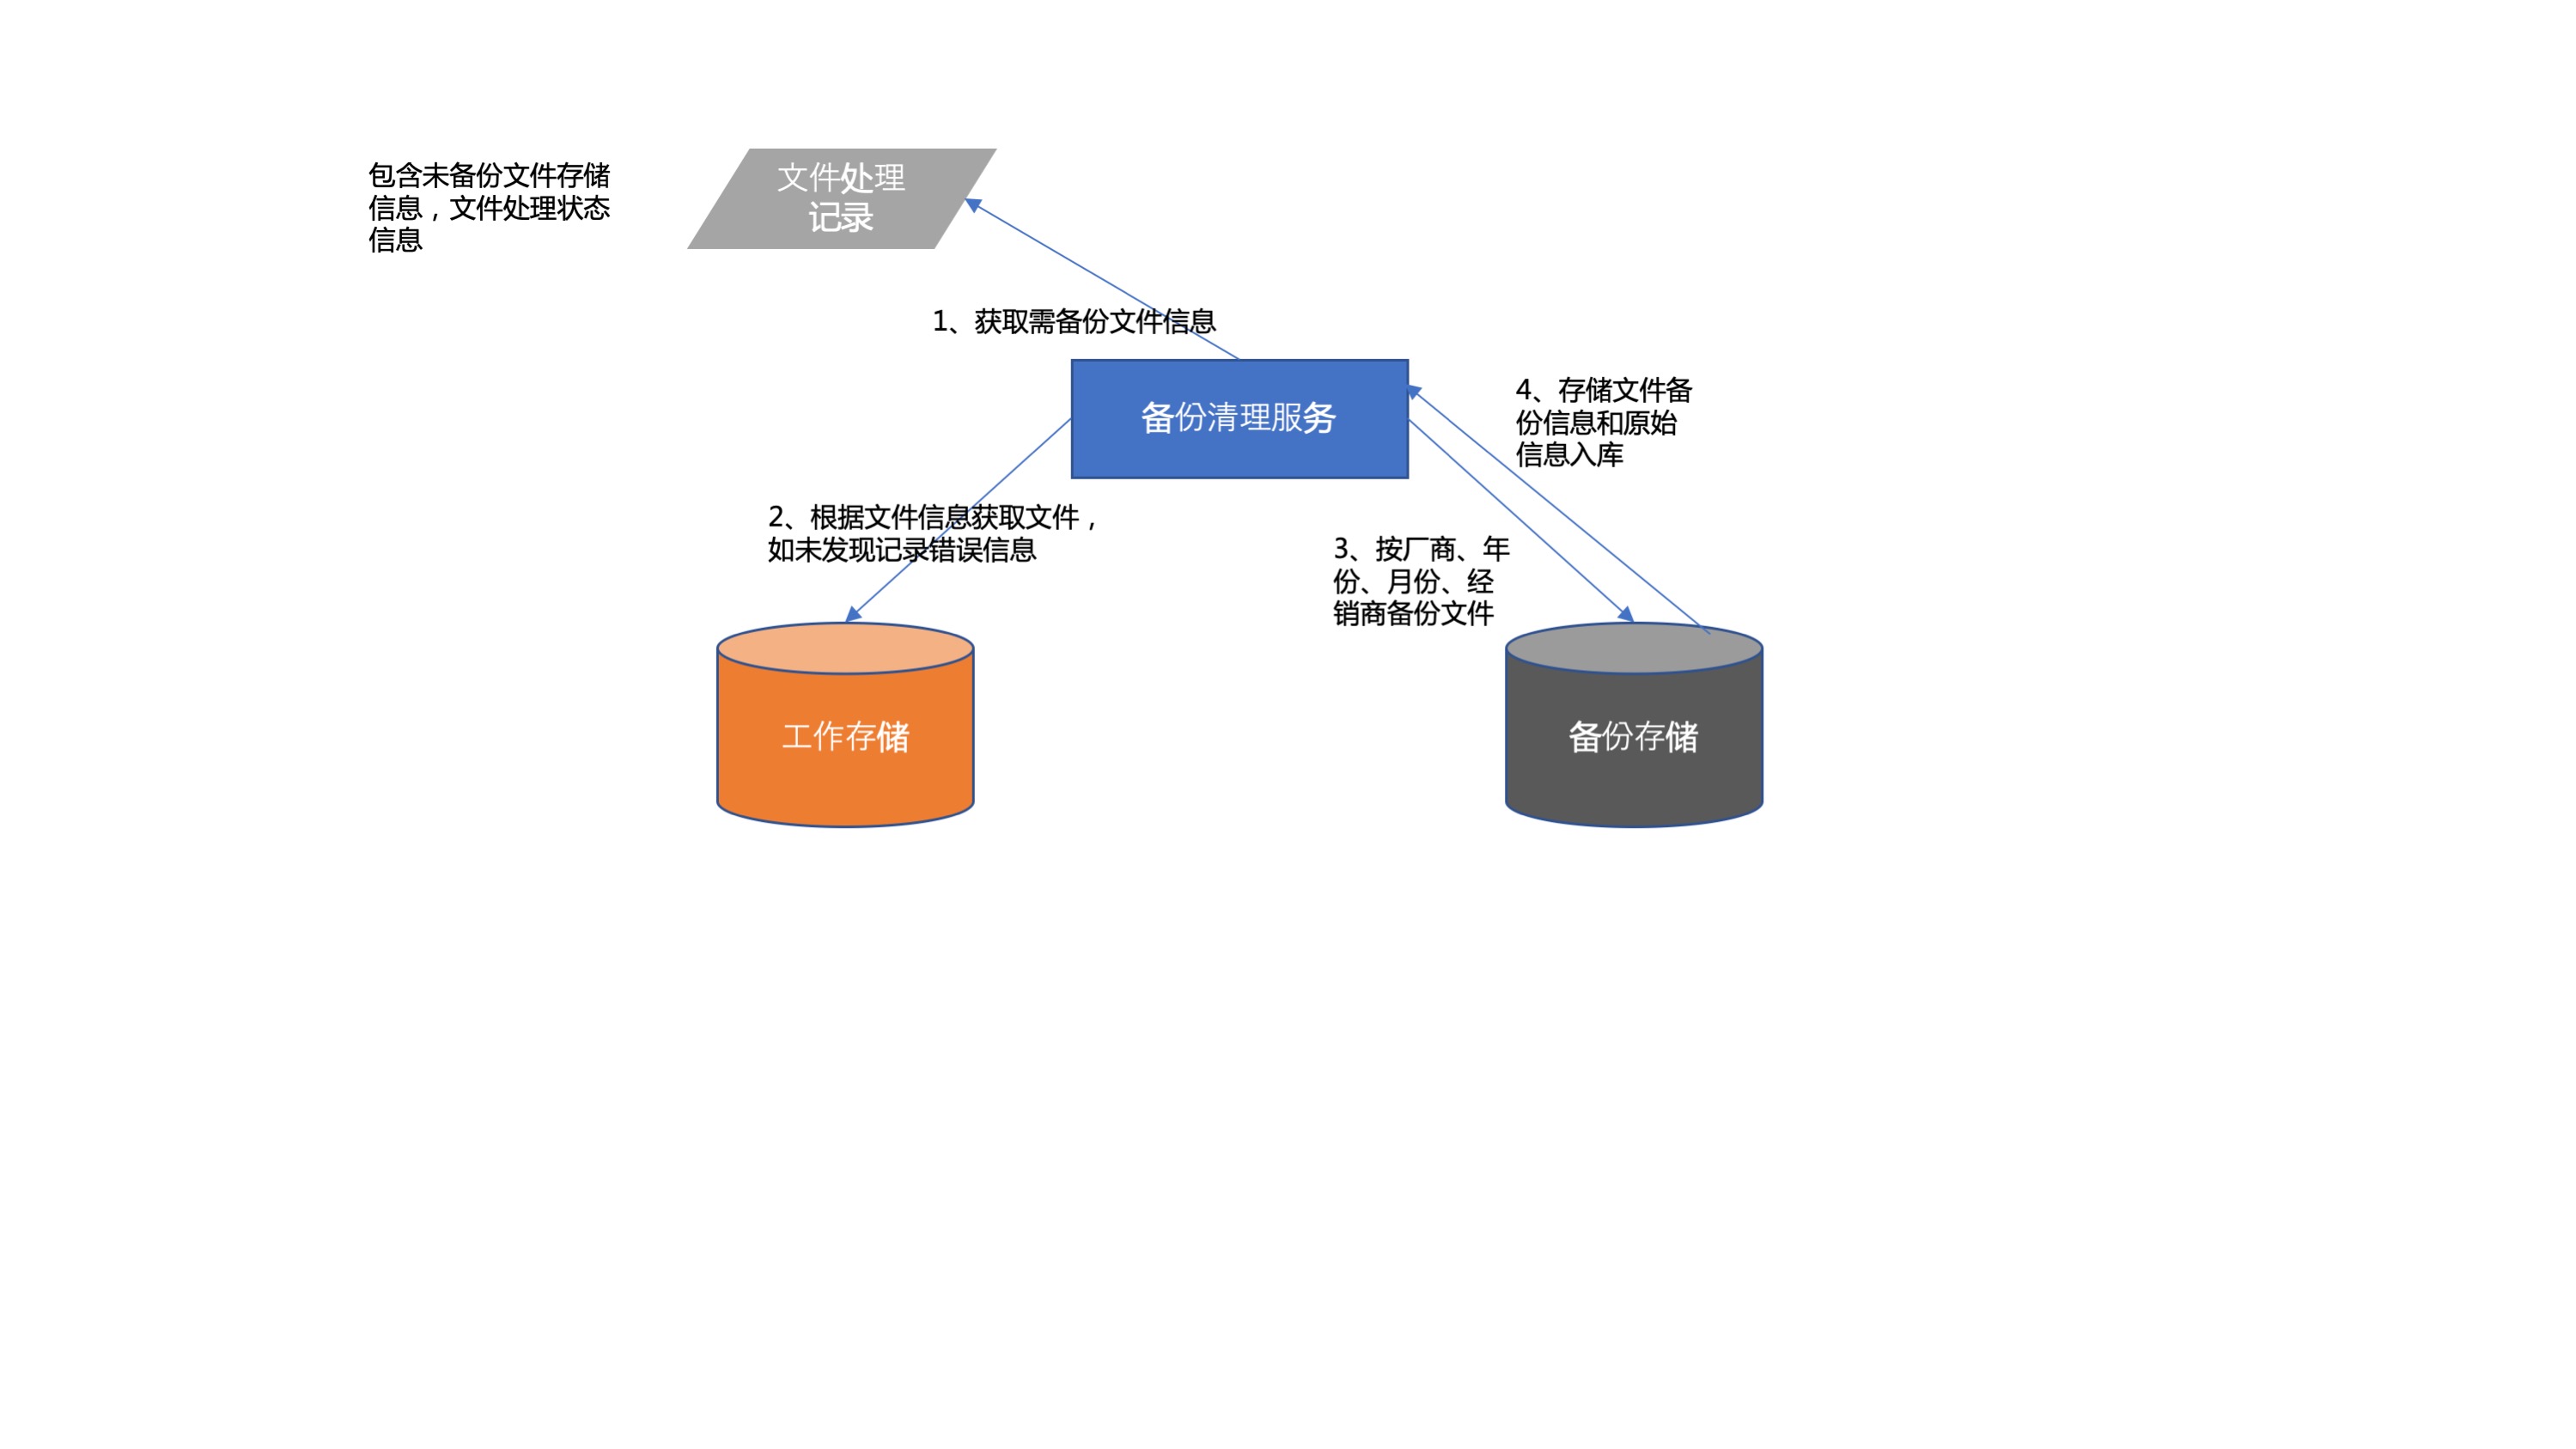 包含未备份文件存储
信息，文件处理状态
信息
文件处理
记录
1、获取需备份文件信息
备份清理服务
4、存储文件备
份信息和原始
信息入库
2、根据文件信息获取文件，
如未发现记录错误信息
3、按厂商、年
份、月份、经
销商备份文件
工作存储
备份存储